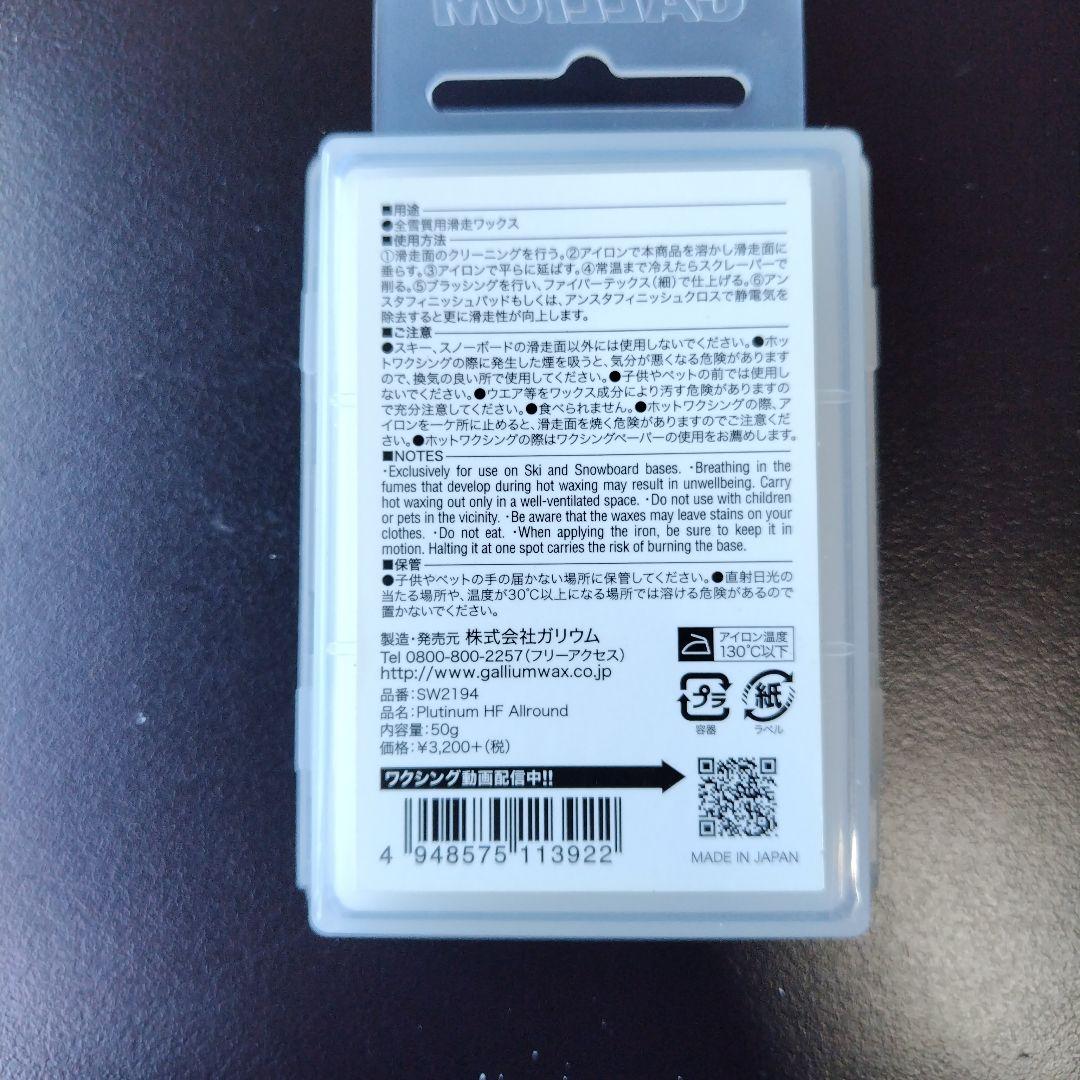 GALLIUM
■用途
●全雪質用滑走ワックス
■使用方法
①滑走面のクリーニングを行う。②アイロンで本商品を溶かし滑走面に
垂らす。③アイロンで平らに延ばす。④常温まで冷えたらスクレーパーで
削る。⑤ブラッシングを行い、ファイバーテックス(細)で仕上げる。⑥アン
スタフィニッシュパッドもしくは、アンスタフィニッシュクロスで静電気を
除去すると更に滑走性が向上します。
■ご注意
●スキー、スノーボードの滑走面以外には使用しないでください。●ホッ
トワクシングの際に発生した煙を吸うと、気分が悪くなる危険があります
ので、換気の良い所で使用してください。●子供やペットの前では使用し
ないでください。●ウエア等をワックス成分により汚す危険がありますの
で充分注意してください。●食べられません。●ホットワクシングの際、ア
イロンを一ケ所に止めると、滑走面を焼く危険がありますのでご注意くだ
さい。●ホットワクシングの際はワクシングペーパーの使用をお薦めします。
■NOTES
・Exclusively for use on Ski and Snowboard bases. ・Breathing in the
fumes that develop during hot waxing may result in unwellbeing. Carry
hot waxing out only in a well-ventilated space. ・Do not use with children
or pets in the vicinity. ・Be aware that the waxes may leave stains on your
clothes. ・Do not eat. ・When applying the iron, be sure to keep it in
motion. Halting it at one spot carries the risk of burning the base.
■保管
●子供やペットの手の届かない場所に保管してください。●直射日光の
当たる場所や、温度が30℃以上になる場所では溶ける危険があるので
置かないでください。
製造・発売元 株式会社ガリウム
Tel 0800-800-2257(フリーアクセス)
http://www.galliumwax.co.jp
品番:SW2194
品名:Plutinum HF Allround
内容量:50g
価格:¥3,200+(税)
アイロン温度
130℃以下
プラ
容器
紙
ラベル
ワクシング動画配信中!!
4 948575 113922
MADE IN JAPAN